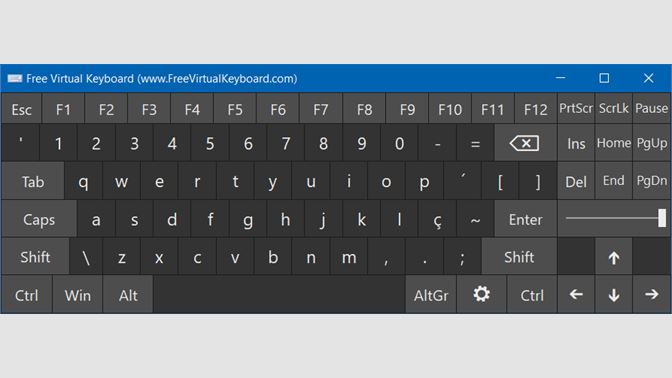 Free Virtual Keyboard (www.FreeVirtualKeyboard.com)
Esc F1 F2 F3 F4 F5 F6 F7 F8 F9 F10 F11 F12 PrtScr ScrLk Pause
' 1 2 3 4 5 6 7 8 9 0 - = Ins Home PgUp
Tab q w e r t y u i o p ´ [ ] Del End PgDn
Caps a s d f g h j k l ç ~ Enter
Shift \ z x c v b n m , . ; Shift
Ctrl Win Alt AltGr Ctrl